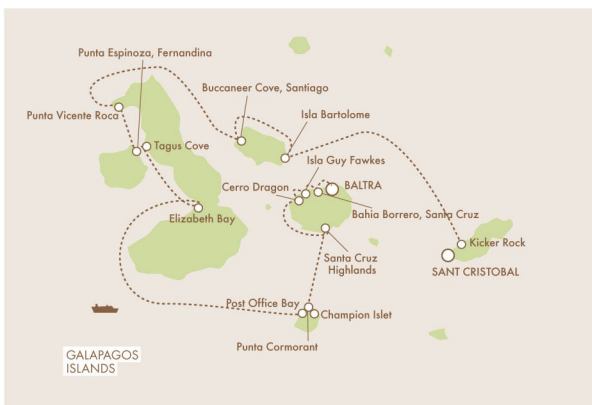 Punta Espinoza, Fernandina
Buccaneer Cove, Santiago
Punta Vicente Roca
Isla Bartolome
Tagus Cove
Isla Guy Fawkes
Cerro Dragon
BALTRA
Bahia Borrero, Santa Cruz
Elizabeth Bay
Kicker Rock
Santa Cruz
Highlands
SANT CRISTOBAL
Post Office Bay
Champion Islet
Punta Cormorant
GALAPAGOS
ISLANDS